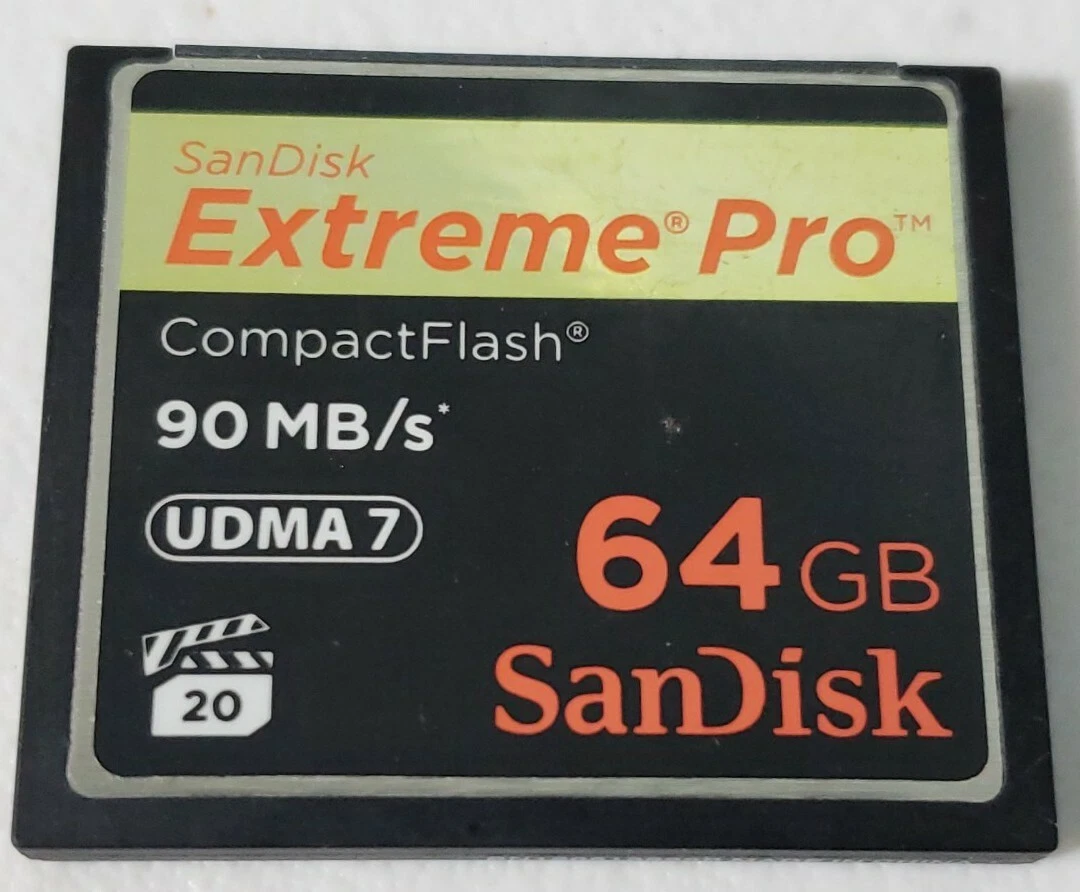 SanDisk
Extreme® Pro™
CompactFlash®
90 MB/s*
UDMA 7
64 GB
20
SanDisk